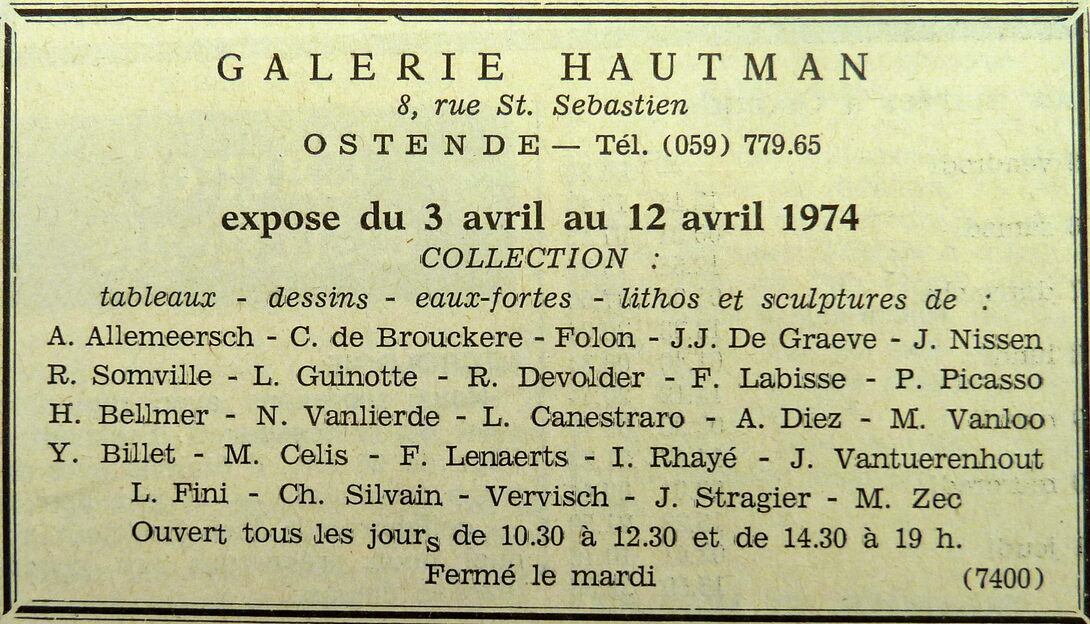 GALERIE HAUTMAN
8, rue St. Sebastien
OSTENDE — Tél. (059) 779.65
expose du 3 avril au 12 avril 1974
COLLECTION :
tableaux - dessins - eaux-fortes - lithos et sculptures de :
A. Allemeersch - C. de Brouckere - Folon - J.J. De Graeve - J. Nissen
R. Somville - L. Guinotte - R. Devolder - F. Labisse - P. Picasso
H. Bellmer - N. Vanlierde - L. Canestraro - A. Diez - M. Vanloo
Y. Billet - M. Celis - F. Lenaerts - I. Rhayé - J. Vantuerenhout
L. Fini - Ch. Silvain - Vervisch - J. Stragier - M. Zec
Ouvert tous les jours de 10.30 à 12.30 et de 14.30 à 19 h.
Fermé le mardi (7400)